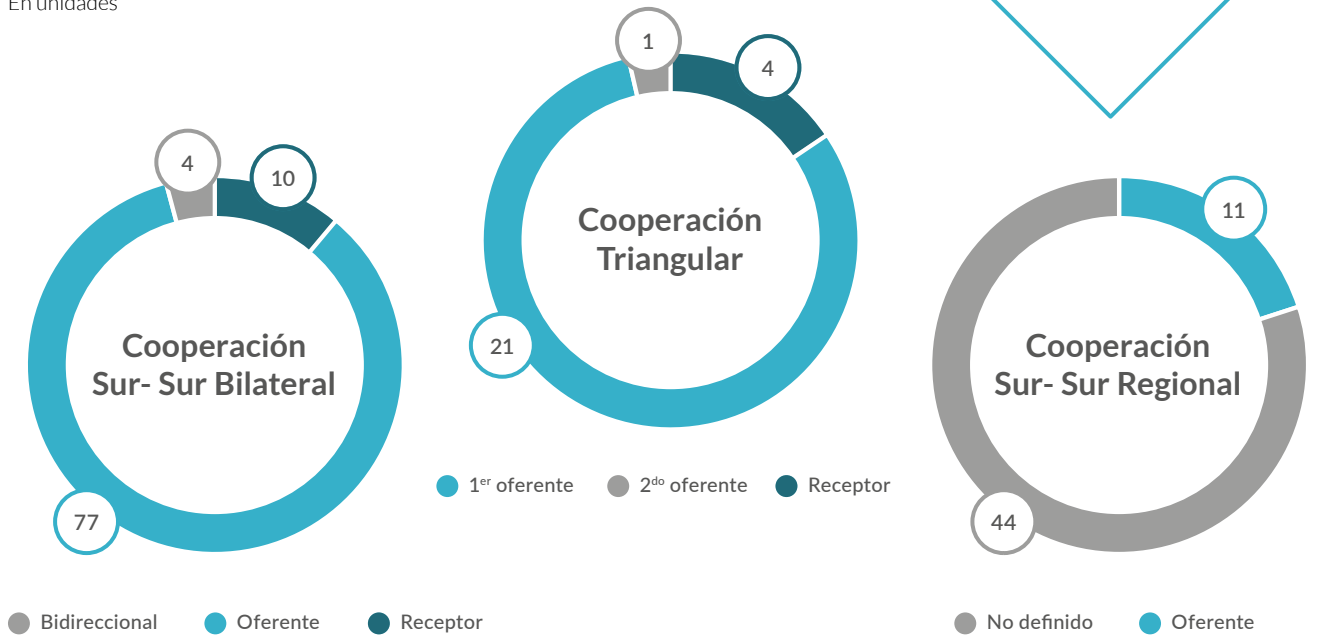 En unidades
4
10
Cooperación
Sur- Sur Bilateral
77
Bidireccional
Oferente
Receptor
1
4
Cooperación
Triangular
21
1er oferente
2do oferente
Receptor
11
Cooperación
Sur- Sur Regional
44
No definido
Oferente